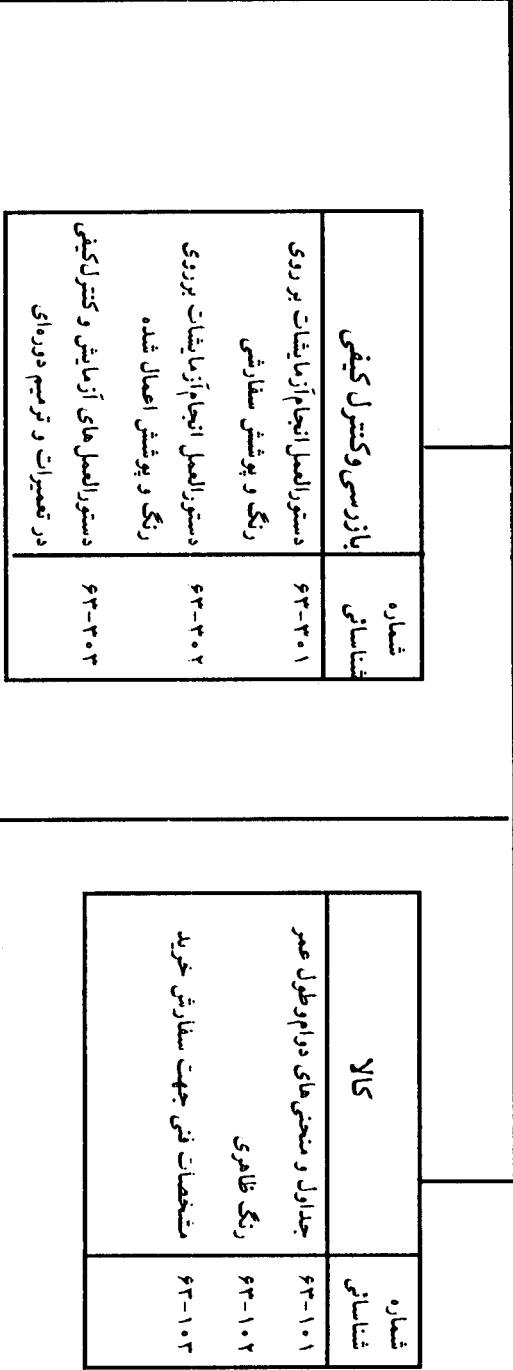 بازرسی و کنترل کیفی
شماره
شناسائی
دستورالعمل انجام آزمایشات بر روی
رنگ و پوشش سفارشی
۶۳-۳۰۱
دستورالعمل انجام آزمایشات برروی
رنگ و پوشش اعمال شده
۶۳-۳۰۲
دستورالعمل های آزمایش و کنترل کیفی
در تعمیرات و ترمیم دوره‌ای
۶۳-۳۰۳
کالا
شماره
شناسائی
جداول و منحنی های دوام و طول عمر
۶۳-۱۰۱
رنگ ظاهری
۶۳-۱۰۲
مشخصات فنی جهت سفارش خرید
۶۳-۱۰۳